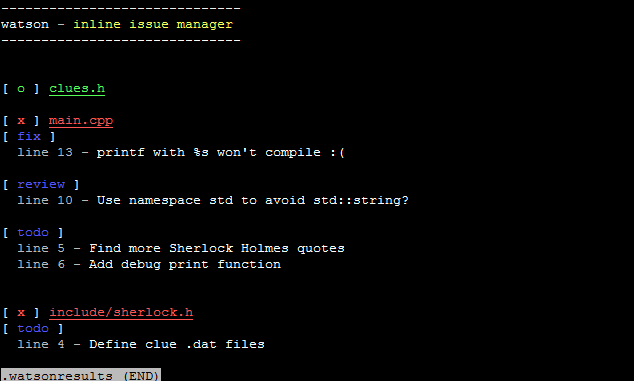 ------------------------------
watson - inline issue manager
------------------------------
[ o ] clues.h
[ x ] main.cpp
[ fix ]
line 13 - printf with %s won't compile :(
[ review ]
line 10 - Use namespace std to avoid std::string?
[ todo ]
line 5 - Find more Sherlock Holmes quotes
line 6 - Add debug print function
[ x ] include/sherlock.h
[ todo ]
line 4 - Define clue .dat files
.watsonresults (END)